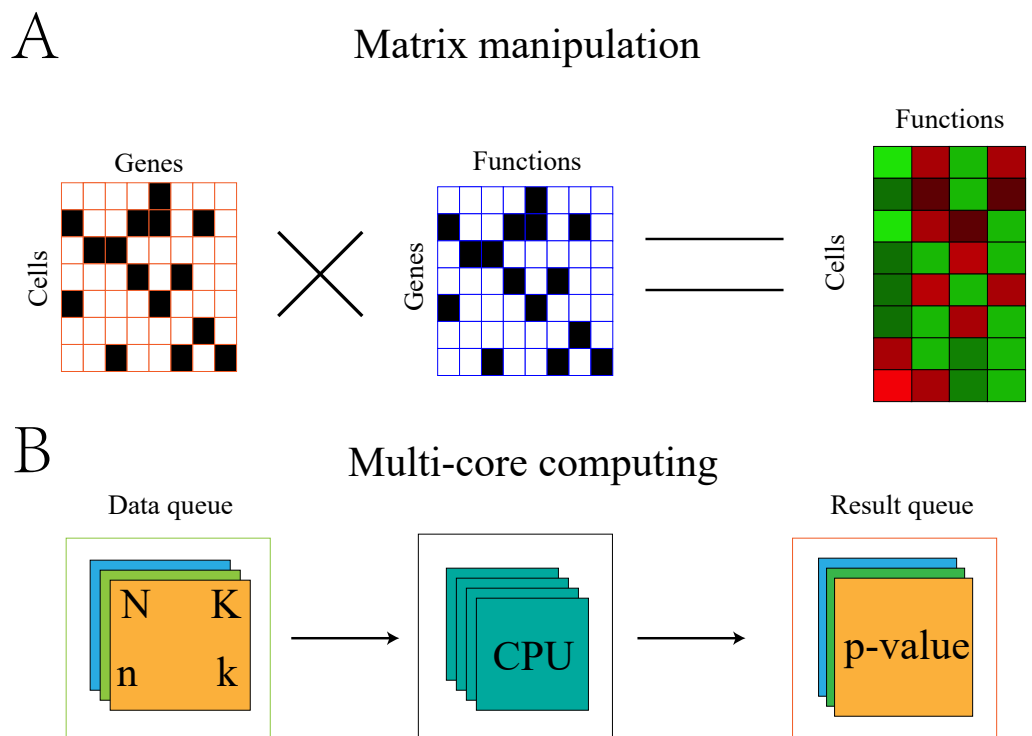 A
Matrix manipulation
Genes
Cells
Functions
Genes
Functions
Cells
B
Multi-core computing
Data queue
N K
n k
CPU
Result queue
p-value